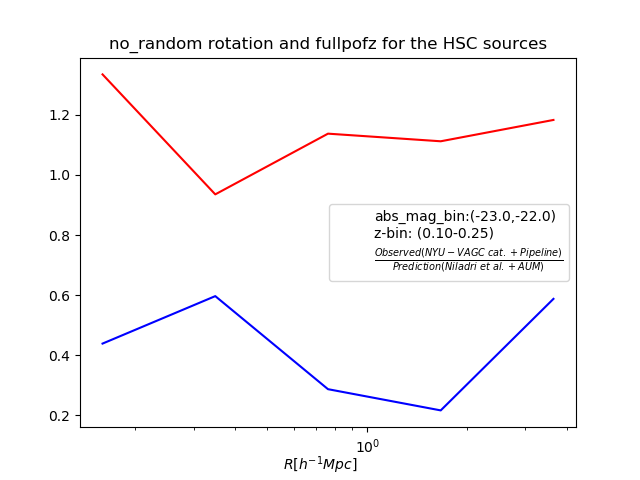 no_random rotation and fullpofz for the HSC sources
1.2
1.0
0.8
0.6
0.4
0.2
abs_mag_bin:(-23.0,-22.0)
z-bin: (0.10-0.25)
Observed(NYU−VAGC cat. + Pipeline)
Prediction(Niladri et al. + AUM)
10⁰
R[h⁻¹Mpc]